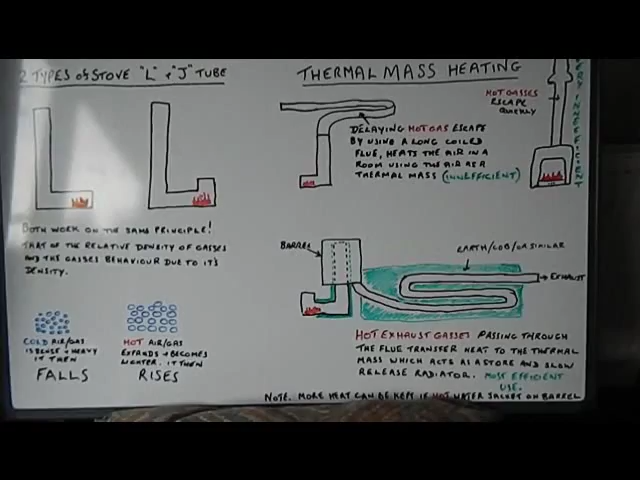 2 TYPES of STOVE "L" & "J" TUBE
BOTH WORK ON THE SAME PRINCIPLE!
THAT OF THE RELATIVE DENSITY OF GASSES
AND THE GASSES BEHAVIOUR DUE TO IT'S
DENSITY.
COLD AIR/GAS
IS DENSE & HEAVY
IT THEN
FALLS
HOT AIR/GAS
EXPANDS & BECOMES
LIGHTER. IT THEN
RISES
THERMAL MASS HEATING
DELAYING HOT GAS ESCAPE
BY USING A LONG COILED
FLUE, HEATS THE AIR IN A
ROOM USING THE AIR AS A
THERMAL MASS (INNEFICIENT)
HOT GASSES
ESCAPE
QUICKLY
VERY INNEFICIENT
BARREL
EARTH/COB/OR SIMILAR
EXHAUST
HOT EXHAUST GASSES PASSING THROUGH
THE FLUE TRANSFER HEAT TO THE THERMAL
MASS WHICH ACTS AS A STORE AND SLOW
RELEASE RADIATOR. MOST EFFICIENT
USE.
NOTE. MORE HEAT CAN BE KEPT IF HOT WATER JACKET ON BARREL